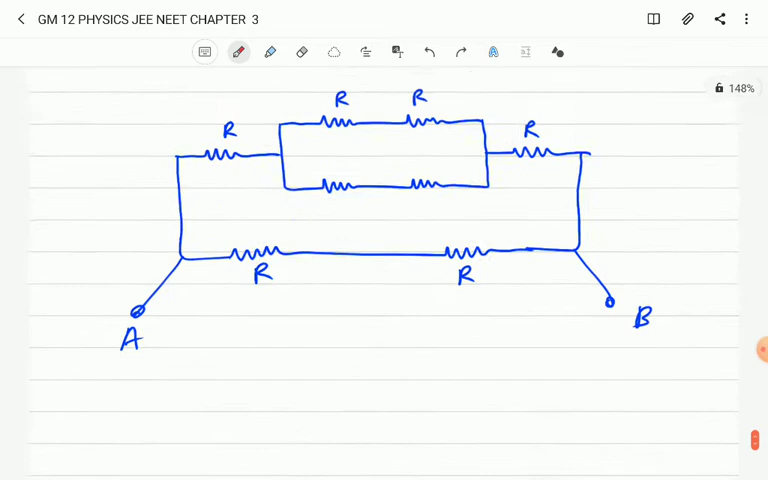 GM 12 PHYSICS JEE NEET CHAPTER 3
148%
R R
R R
R R
A B